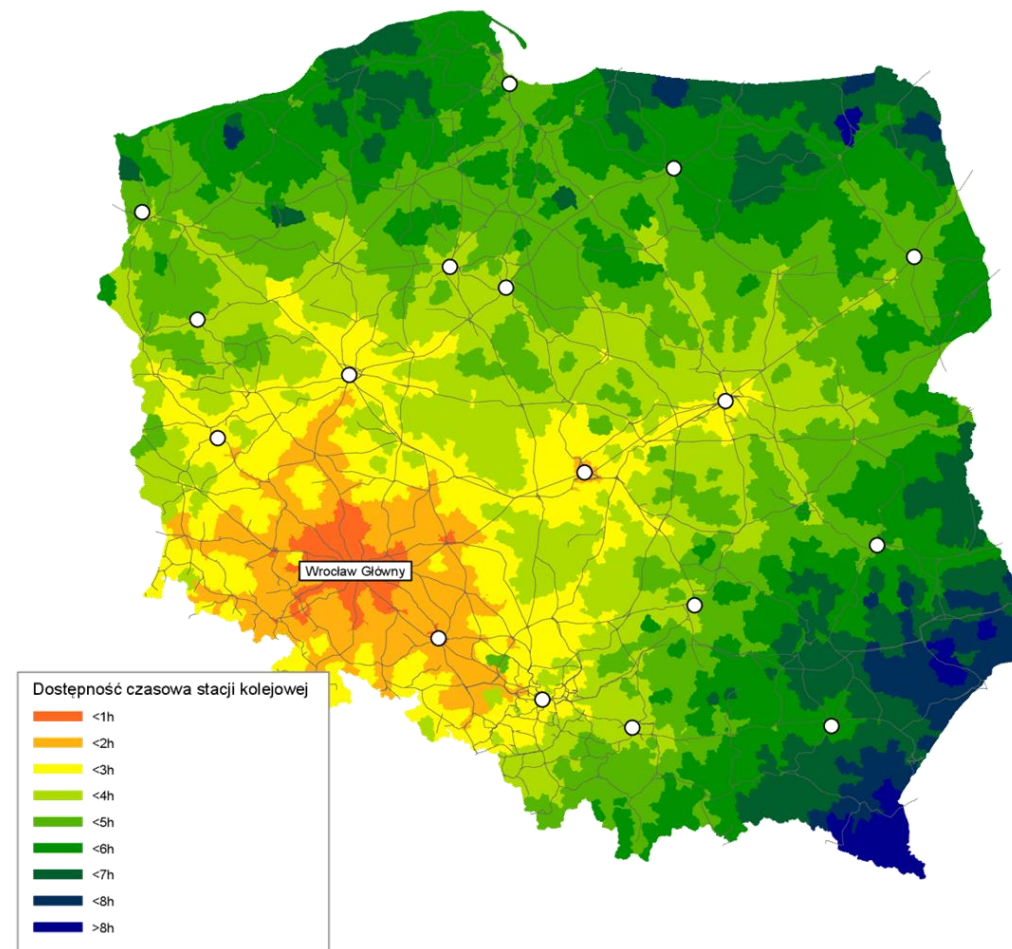 Wrocław Główny
Dostępność czasowa stacji kolejowej
<1h
<2h
<3h
<4h
<5h
<6h
<7h
<8h
>8h